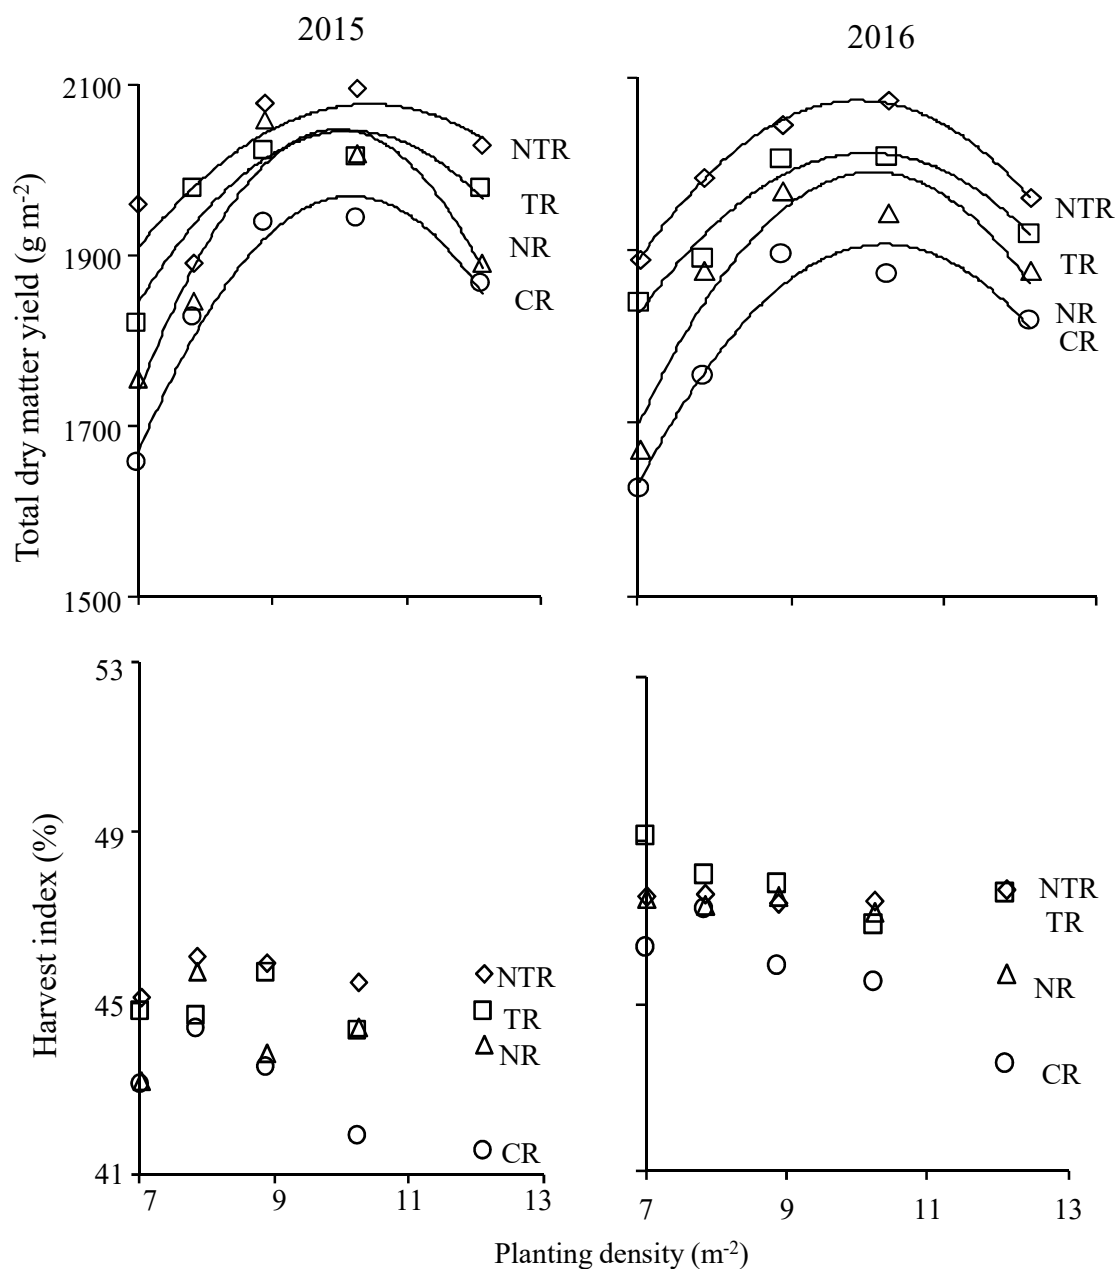 2015
2016
2100
1900
1700
1500
Total dry matter yield (g m⁻²)
NTR
TR
NR
CR
NTR
TR
NR
CR
53
49
45
41
Harvest index (%)
NTR
TR
NR
CR
NTR
TR
NR
CR
7 9 11 13
7 9 11 13
Planting density (m⁻²)